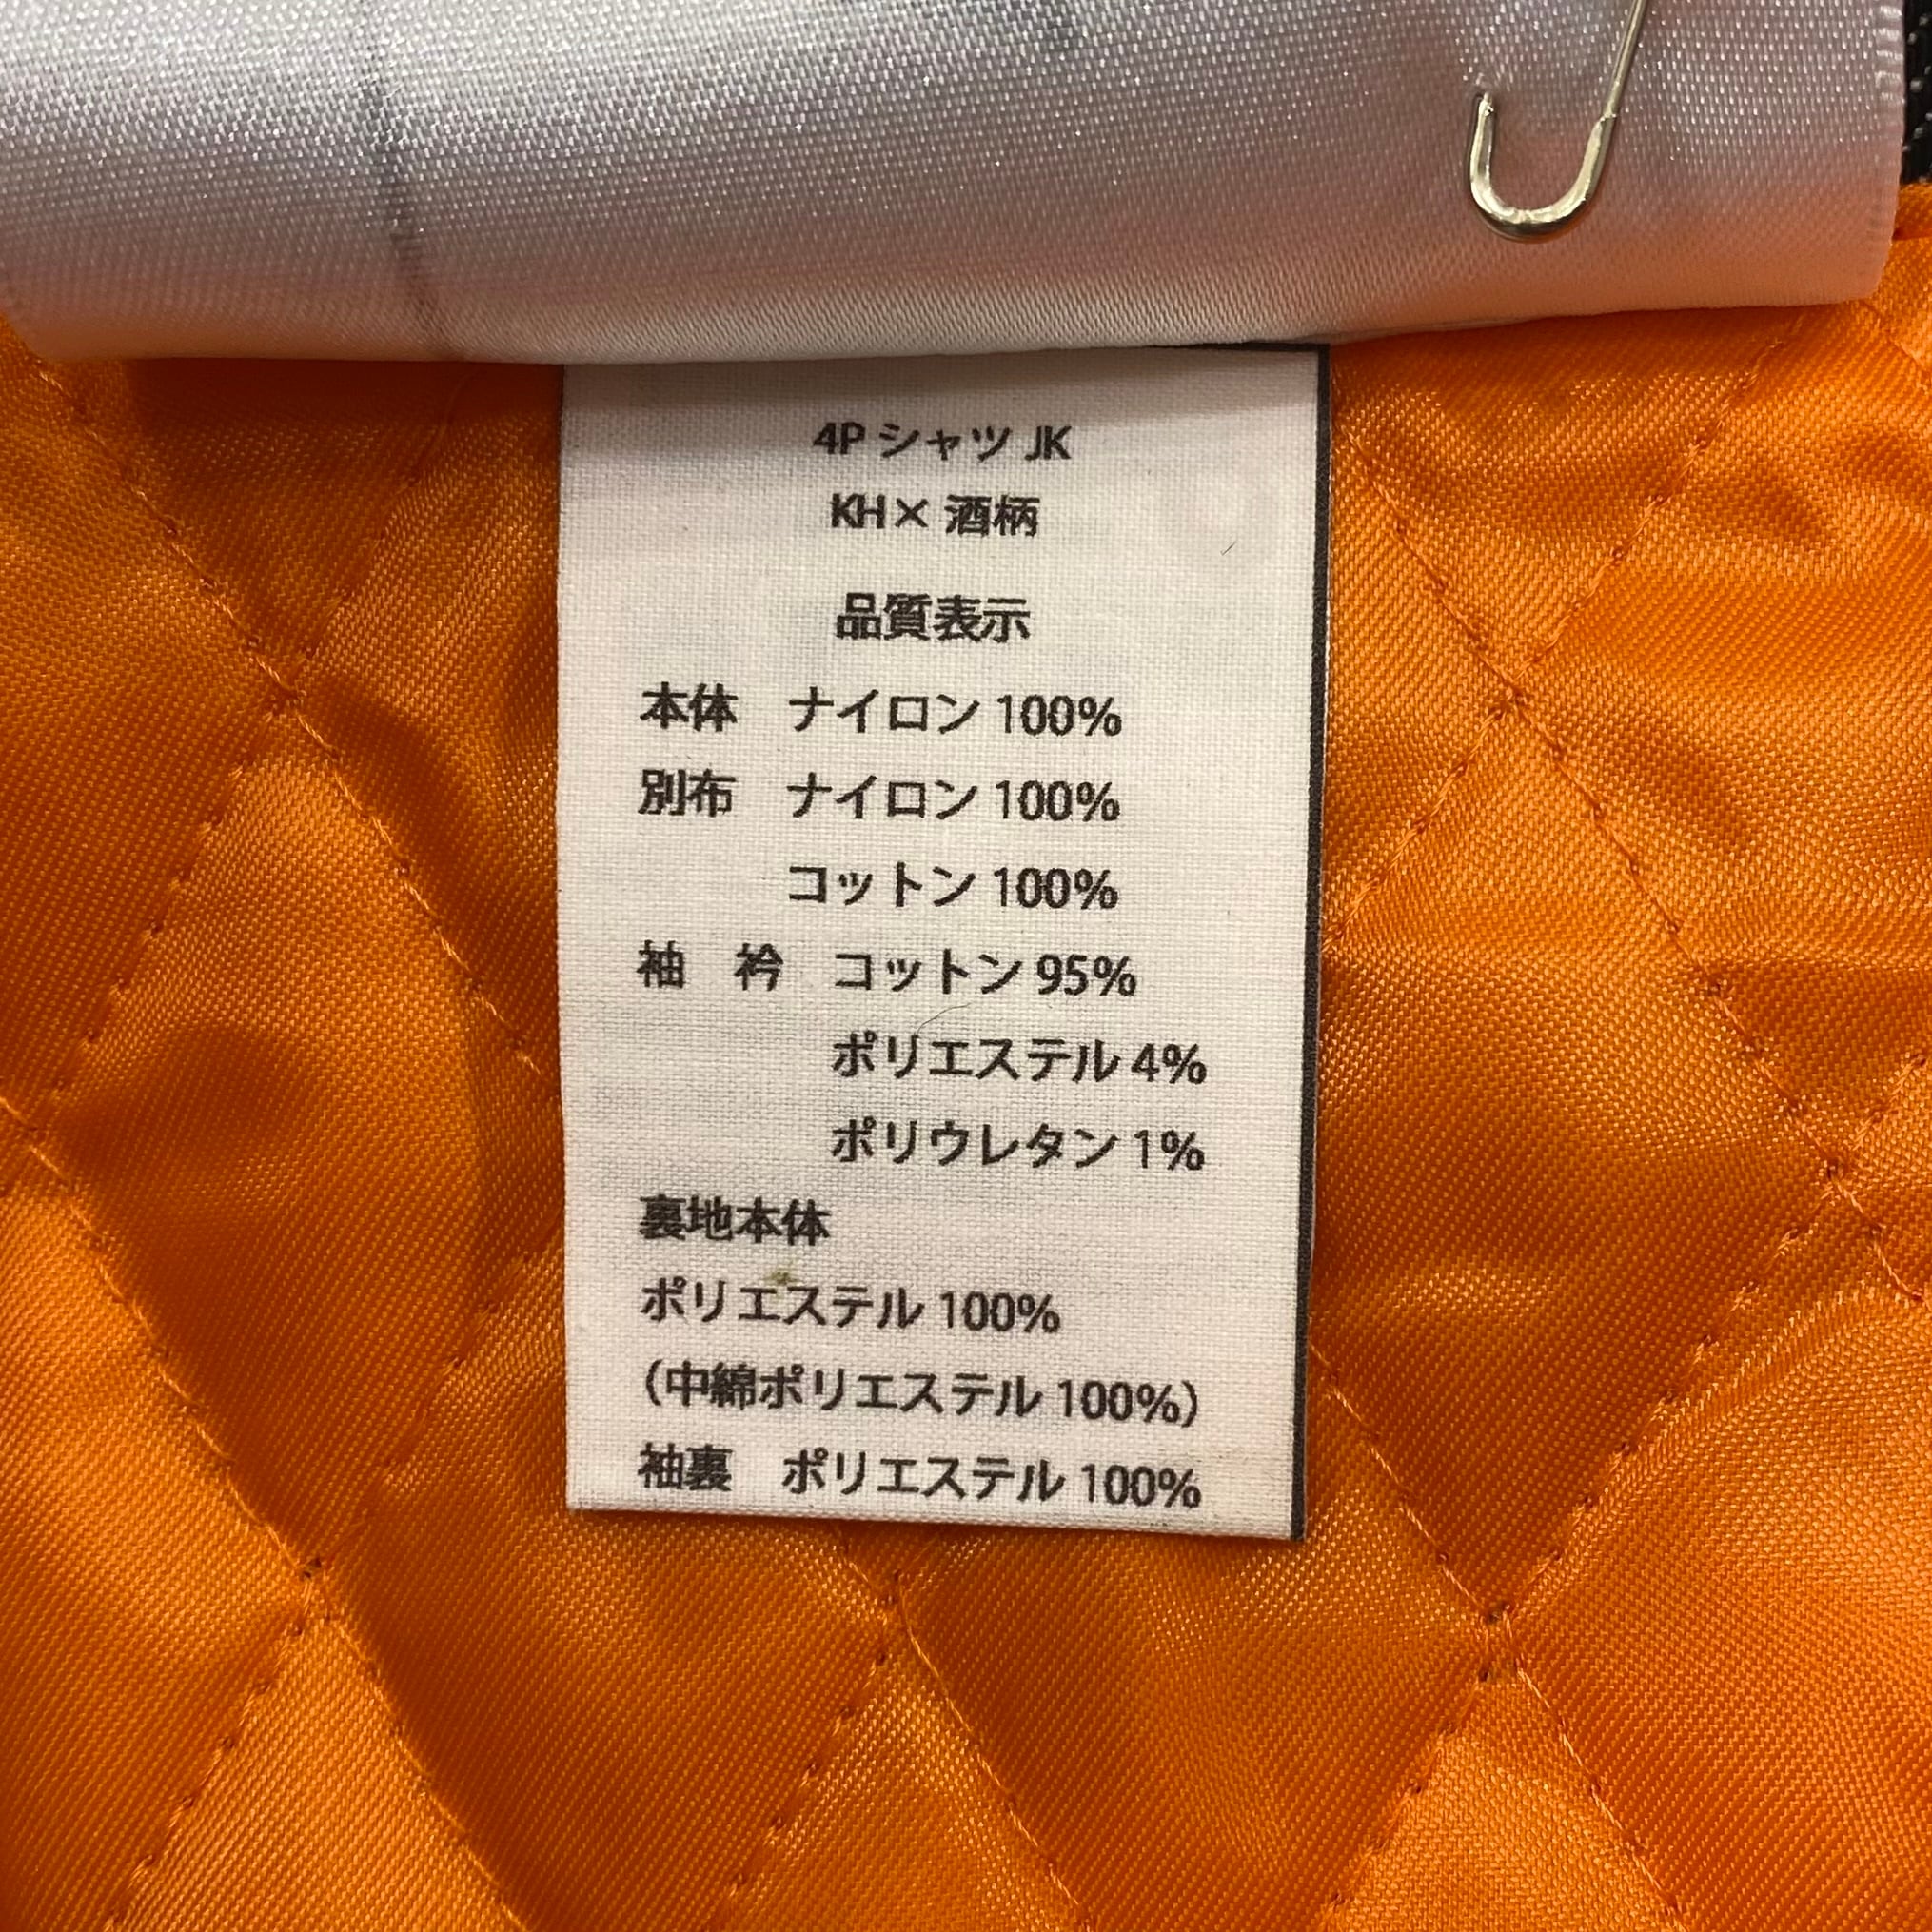 4P シャツ JK
KH× 酒柄
品質表示
本体　ナイロン 100%
別布　ナイロン 100%
コットン 100%
袖　衿　コットン 95%
ポリエステル 4%
ポリウレタン 1%
裏地本体
ポリエステル 100%
（中綿ポリエステル 100%）
袖裏　ポリエステル 100%